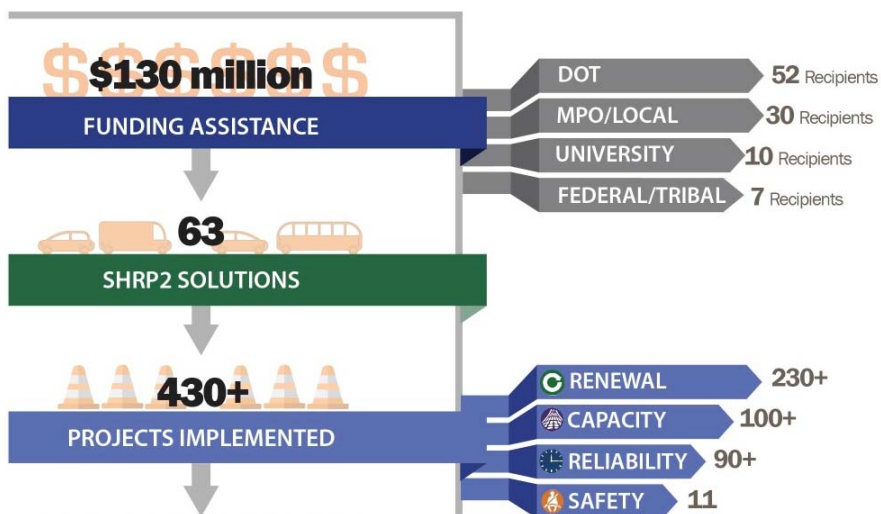 $130 million
FUNDING ASSISTANCE
DOT 52 Recipients
MPO/LOCAL 30 Recipients
UNIVERSITY 10 Recipients
FEDERAL/TRIBAL 7 Recipients
63
SHRP2 SOLUTIONS
430+
PROJECTS IMPLEMENTED
RENEWAL 230+
CAPACITY 100+
RELIABILITY 90+
SAFETY 11